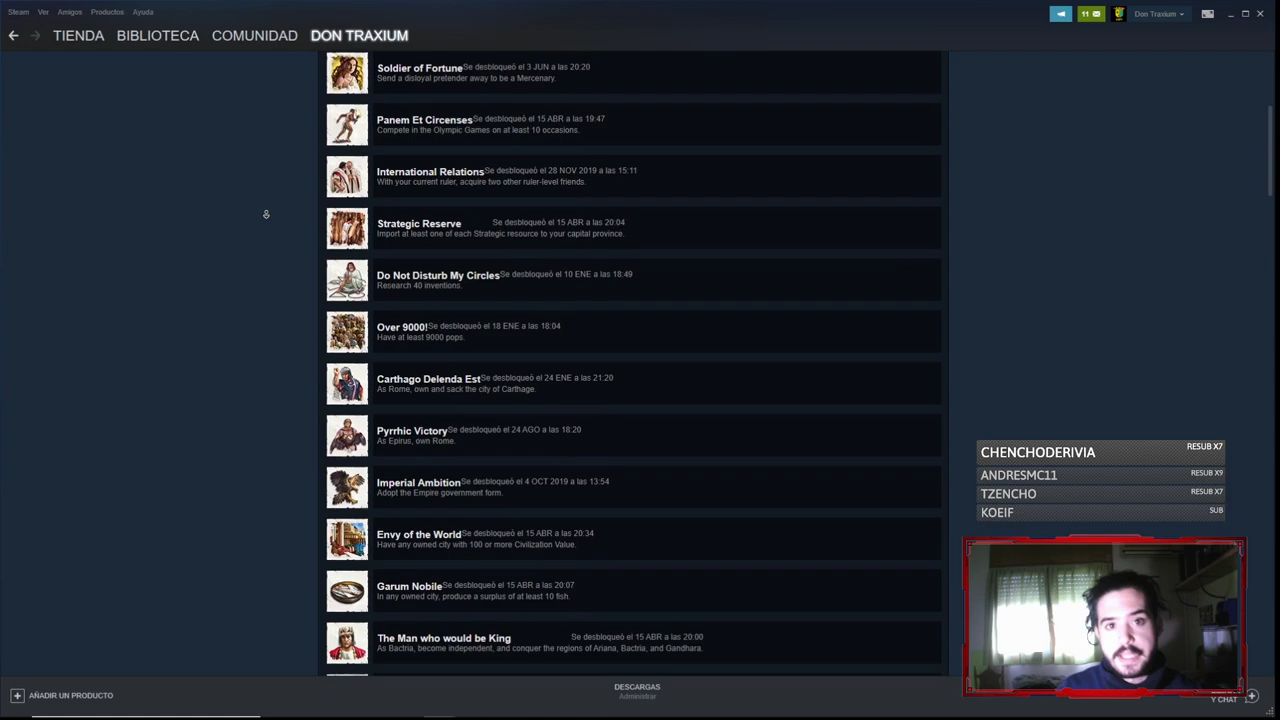 Steam Ver Amigos Productos Ayuda
11
Don Traxium
TIENDA BIBLIOTECA COMUNIDAD DON TRAXIUM
Soldier of Fortune Se desbloqueó el 3 JUN a las 20:20
Send a disloyal pretender away to be a Mercenary.
Panem Et Circenses Se desbloqueó el 15 ABR a las 19:47
Compete in the Olympic Games on at least 10 occasions.
International Relations Se desbloqueó el 28 NOV 2019 a las 15:11
With your current ruler, acquire two other ruler-level friends.
Strategic Reserve Se desbloqueó el 15 ABR a las 20:04
Import at least one of each Strategic resource to your capital province.
Do Not Disturb My Circles Se desbloqueó el 10 ENE a las 18:49
Research 40 inventions.
Over 9000! Se desbloqueó el 18 ENE a las 18:04
Have at least 9000 pops.
Carthago Delenda Est Se desbloqueó el 24 ENE a las 21:20
As Rome, own and sack the city of Carthage.
Pyrrhic Victory Se desbloqueó el 24 AGO a las 18:20
As Epirus, own Rome.
Imperial Ambition Se desbloqueó el 4 OCT 2019 a las 13:54
Adopt the Empire government form.
Envy of the World Se desbloqueó el 15 ABR a las 20:34
Have any owned city with 100 or more Civilization Value.
Garum Nobile Se desbloqueó el 15 ABR a las 20:07
In any owned city, produce a surplus of at least 10 fish.
The Man who would be King Se desbloqueó el 15 ABR a las 20:00
As Bactria, become independent, and conquer the regions of Ariana, Bactria, and Gandhara.
CHENCHODERIVIA RESUB X7
ANDRESMC11 RESUB X9
TZENCHO RESUB X7
KOEIF SUB
AÑADIR UN PRODUCTO
DESCARGAS
Administrar
Y CHAT